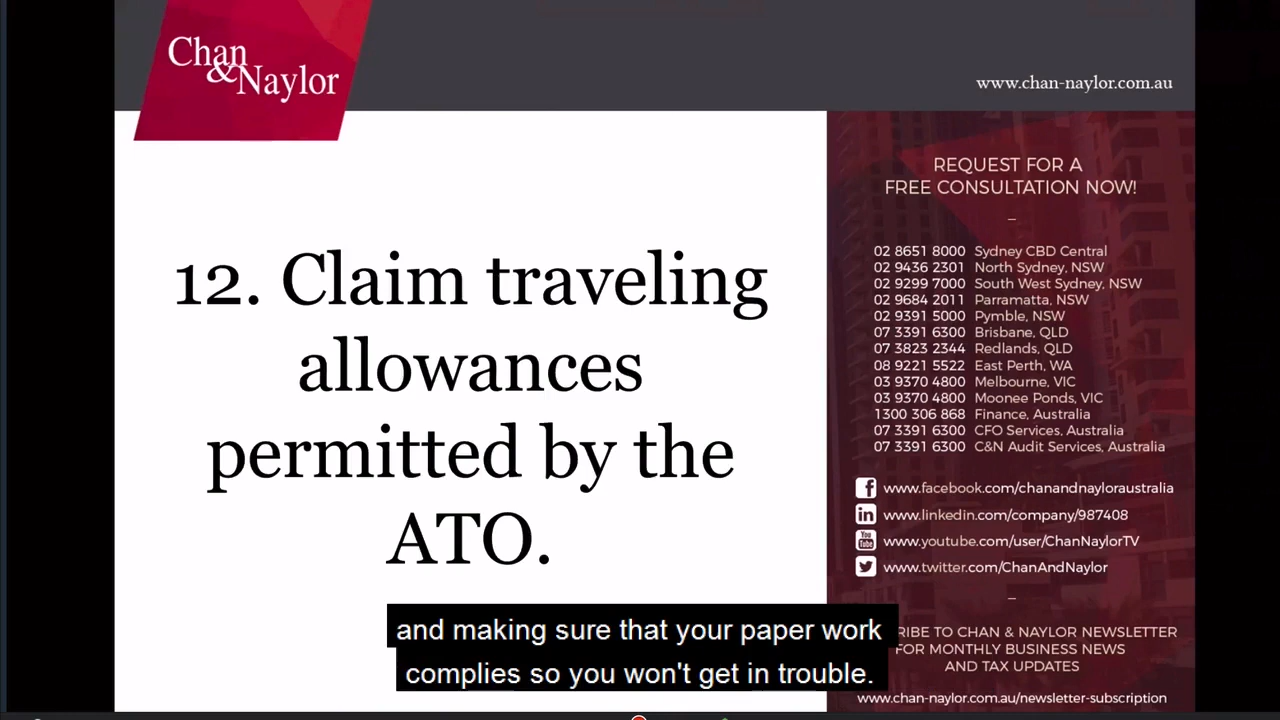 Chan
&Naylor
www.chan-naylor.com.au
12. Claim traveling
allowances
permitted by the
ATO.
REQUEST FOR A
FREE CONSULTATION NOW!
02 8651 8000 Sydney CBD Central
02 9436 2301 North Sydney, NSW
02 9299 7000 South West Sydney, NSW
02 9684 2011 Parramatta, NSW
02 9391 5000 Pymble, NSW
07 3391 6300 Brisbane, QLD
07 3823 2344 Redlands, QLD
08 9221 5522 East Perth, WA
03 9370 4800 Melbourne, VIC
03 9370 4800 Moonee Ponds, VIC
1300 306 868 Finance, Australia
07 3391 6300 CFO Services, Australia
07 3391 6300 C&N Audit Services, Australia
www.facebook.com/chanandnayloraustralia
www.linkedin.com/company/987408
www.youtube.com/user/ChanNaylorTV
www.twitter.com/ChanAndNaylor
TO CHAN & NAYLOR NEWSLETTER
FOR MONTHLY BUSINESS NEWS
AND TAX UPDATES
www.chan-naylor.com.au/newsletter-subscription
and making sure that your paper work
complies so you won't get in trouble.